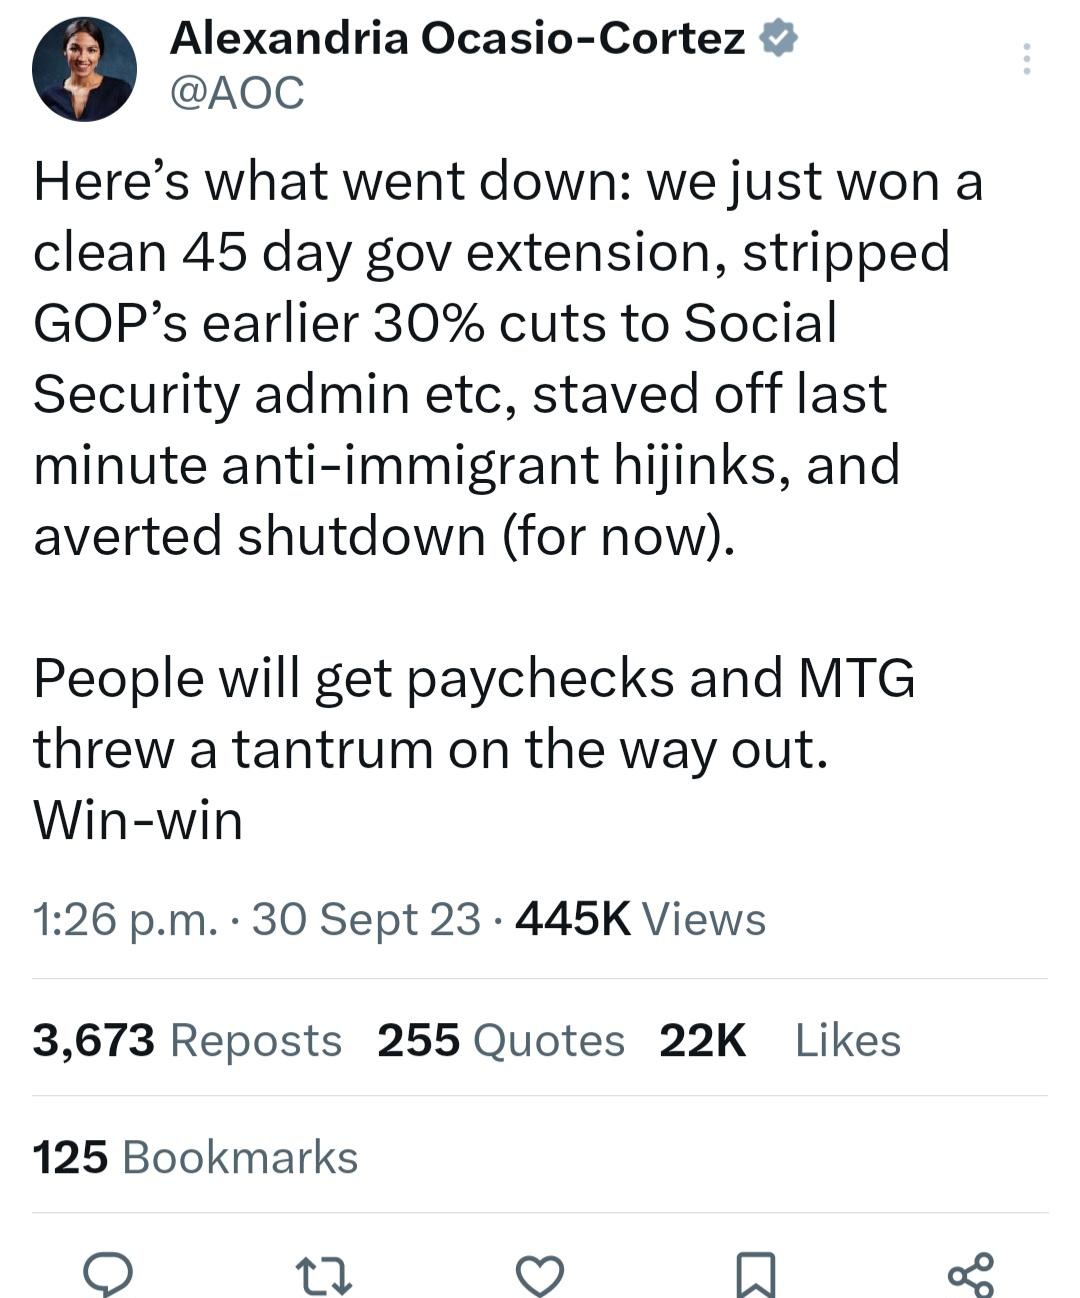 Alexandria Ocasio-Cortez
@AOC
Here’s what went down: we just won a
clean 45 day gov extension, stripped
GOP’s earlier 30% cuts to Social
Security admin etc, staved off last
minute anti-immigrant hijinks, and
averted shutdown (for now).
People will get paychecks and MTG
threw a tantrum on the way out.
Win-win
1:26 p.m. · 30 Sept 23 · 445K Views
3,673 Reposts 255 Quotes 22K Likes
125 Bookmarks